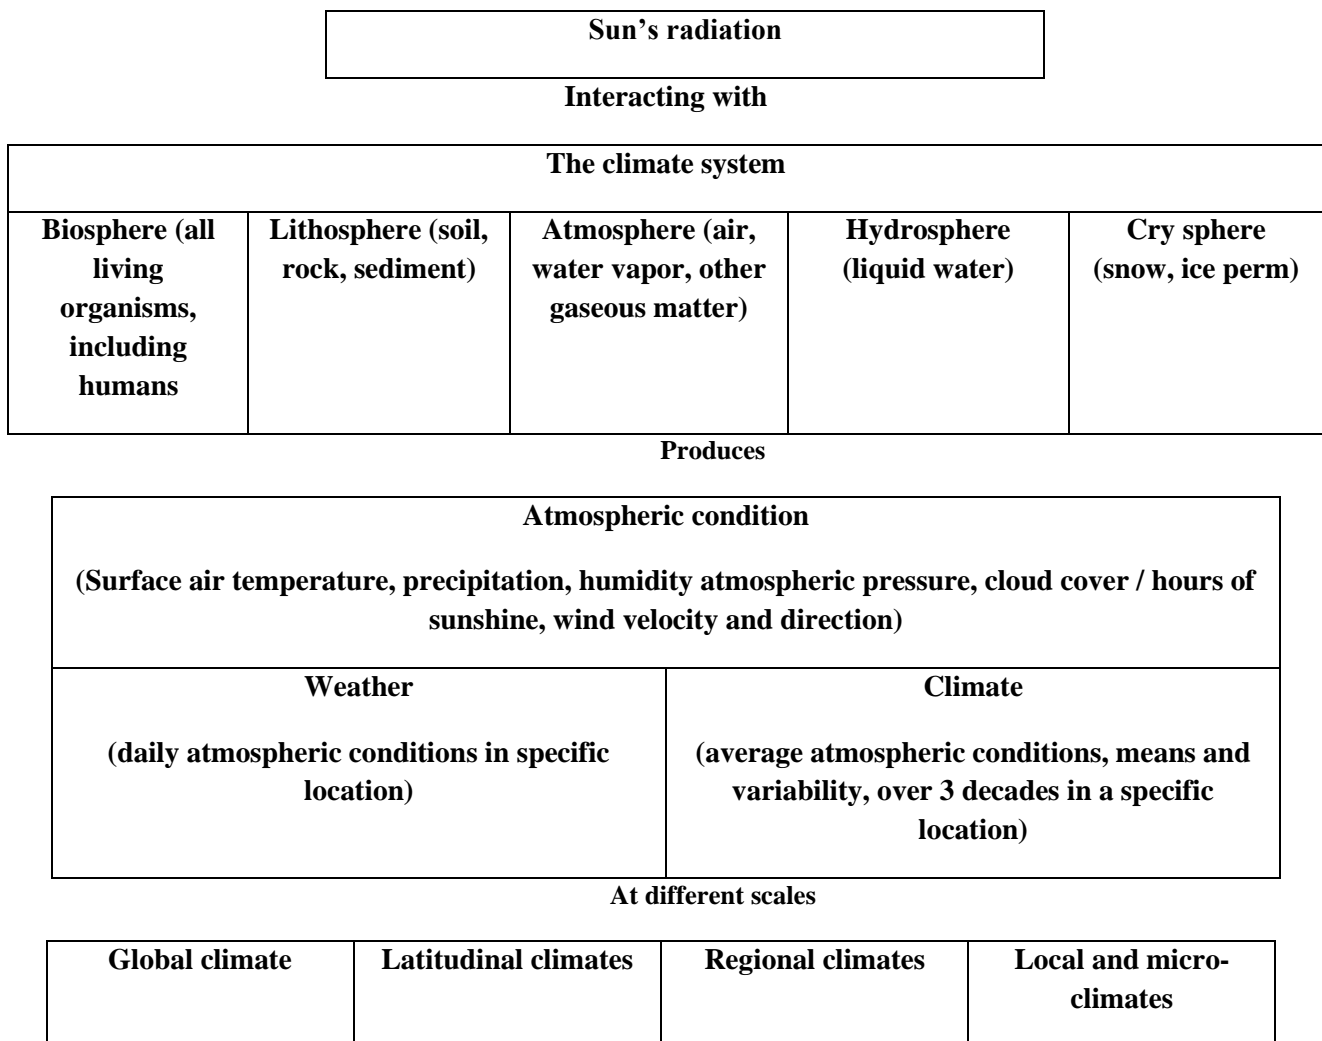 Sun’s radiation
Interacting with
The climate system
Biosphere (all
living
organisms,
including
humans
Lithosphere (soil,
rock, sediment)
Atmosphere (air,
water vapor, other
gaseous matter)
Hydrosphere
(liquid water)
Cry sphere
(snow, ice perm)
Produces
Atmospheric condition
(Surface air temperature, precipitation, humidity atmospheric pressure, cloud cover / hours of
sunshine, wind velocity and direction)
Weather
(daily atmospheric conditions in specific
location)
Climate
(average atmospheric conditions, means and
variability, over 3 decades in a specific
location)
At different scales
Global climate
Latitudinal climates
Regional climates
Local and micro-
climates